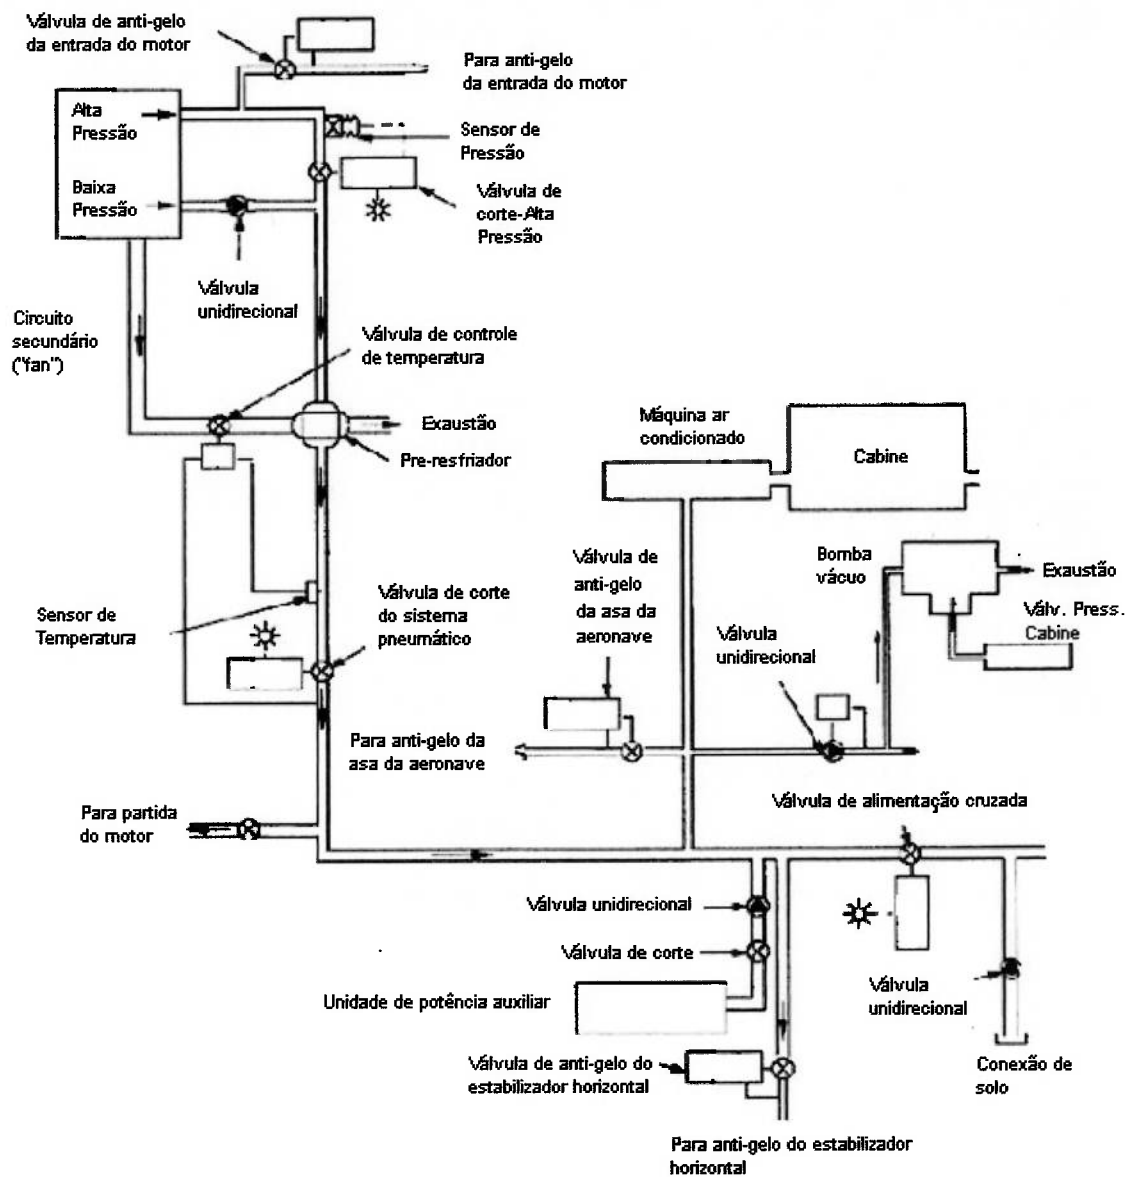 Válvula de anti-gelo
da entrada do motor
Para anti-gelo
da entrada do motor
Alta
Pressão
Sensor de
Pressão
Baixa
Pressão
Válvula de
corte-Alta
Pressão
Válvula
unidirecional
Circuito
secundário
("fan")
Válvula de controle
de temperatura
Exaustão
Pre-resfriador
Máquina ar
condicionado
Cabine
Bomba
vácuo
Exaustão
Válv. Press.
Cabine
Válvula de
anti-gelo
da asa da
aeronave
Válvula
unidirecional
Sensor de
Temperatura
Válvula de corte
do sistema
pneumático
Para anti-gelo da
asa da aeronave
Para partida
do motor
Válvula de alimentação cruzada
Válvula unidirecional
Válvula de corte
Unidade de potência auxiliar
Válvula
unidirecional
Válvula de anti-gelo do
estabilizador horizontal
Conexão de
solo
Para anti-gelo do estabilizador
horizontal